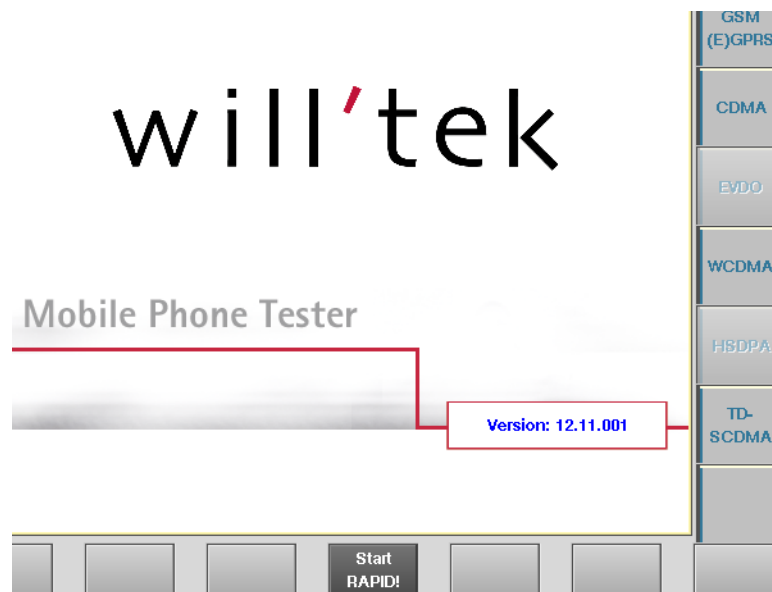 GSM
(E)GPRS
will'tek
CDMA
EVDO
WCDMA
Mobile Phone Tester
HSDPA
Version: 12.11.001
TD-
SCDMA
Start
RAPID!